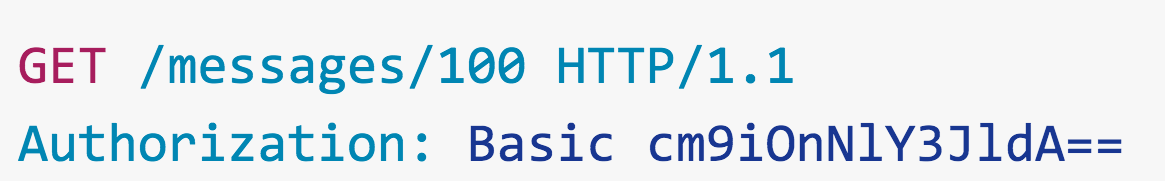 GET /messages/100 HTTP/1.1
Authorization: Basic cm9iOnNlY3JldA==